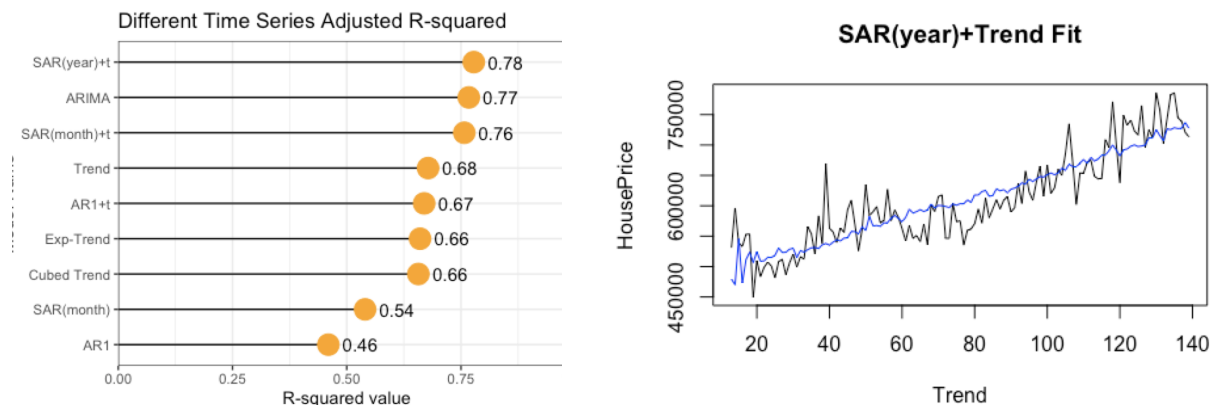 Different Time Series Adjusted R-squared
SAR(year)+t
0.78
ARIMA
0.77
SAR(month)+t
0.76
Trend
0.68
AR1+t
0.67
Exp-Trend
0.66
Cubed Trend
0.66
SAR(month)
0.54
AR1
0.46
0.00 0.25 0.50 0.75
R-squared value
SAR(year)+Trend Fit
HousePrice
750000
600000
450000
20 40 60 80 100 120 140
Trend